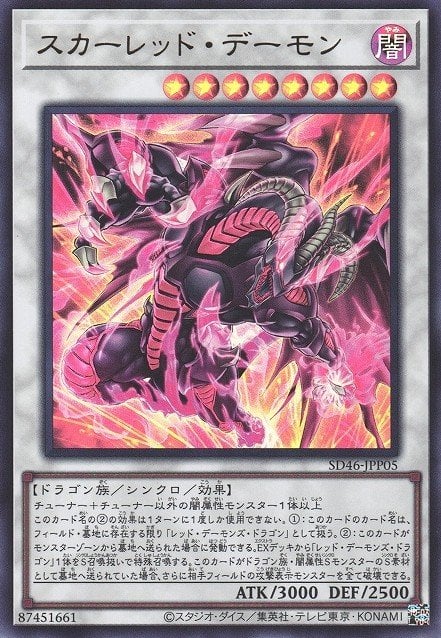 スカーレッド・デーモン
やみ
闇
SD46-JPP05
【ドラゴン族／シンクロ／効果】
チューナー＋チューナー以外の闇属性モンスター1体以上
このカード名の②の効果は1ターンに1度しか使用できない。①：このカードのカード名は、
フィールド・墓地に存在する限り「レッド・デーモンズ・ドラゴン」として扱う。②：このカードが
モンスターゾーンから墓地へ送られた場合に発動できる。EXデッキから「レッド・デーモンズ・ドラ
ゴン」1体をS召喚扱いで特殊召喚する。このカードがドラゴン族・闇属性SモンスターのS素材
として墓地へ送られていた場合、さらに相手フィールドの攻撃表示モンスターを全て破壊できる。
ATK/3000 DEF/2500
87451661
©スタジオ・ダイス／集英社・テレビ東京・KONAMI